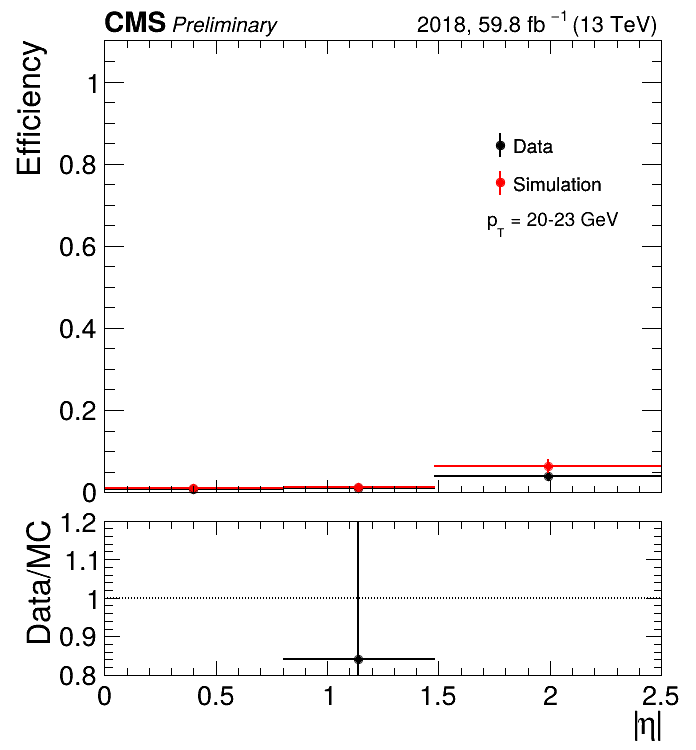 CMS Preliminary 2018, 59.8 fb⁻¹ (13 TeV)
Efficiency
1
0.8
0.6
0.4
0.2
0
Data
Simulation
p_T = 20-23 GeV
Data/MC
1.2
1.1
1
0.9
0.8
0 0.5 1 1.5 2 2.5
|η|